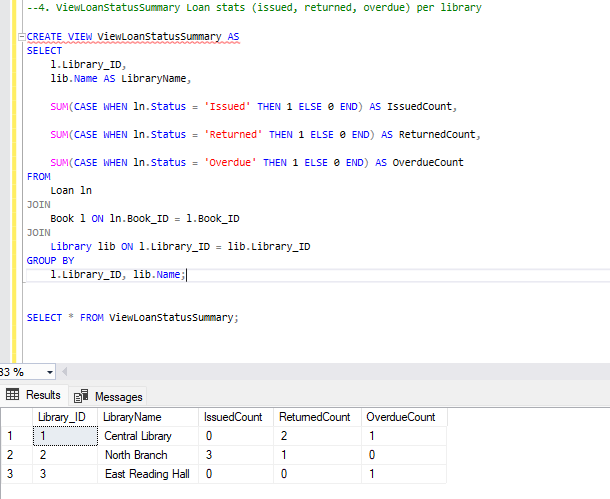 --4. ViewLoanStatusSummary Loan stats (issued, returned, overdue) per library
CREATE VIEW ViewLoanStatusSummary AS
SELECT
l.Library_ID,
lib.Name AS LibraryName,
SUM(CASE WHEN ln.Status = 'Issued' THEN 1 ELSE 0 END) AS IssuedCount,
SUM(CASE WHEN ln.Status = 'Returned' THEN 1 ELSE 0 END) AS ReturnedCount,
SUM(CASE WHEN ln.Status = 'Overdue' THEN 1 ELSE 0 END) AS OverdueCount
FROM
Loan ln
JOIN
Book l ON ln.Book_ID = l.Book_ID
JOIN
Library lib ON l.Library_ID = lib.Library_ID
GROUP BY
l.Library_ID, lib.Name;
SELECT * FROM ViewLoanStatusSummary;
83 %
Results Messages
Library_ID LibraryName IssuedCount ReturnedCount OverdueCount
1 1 Central Library 0 2 1
2 2 North Branch 3 1 0
3 3 East Reading Hall 0 0 1